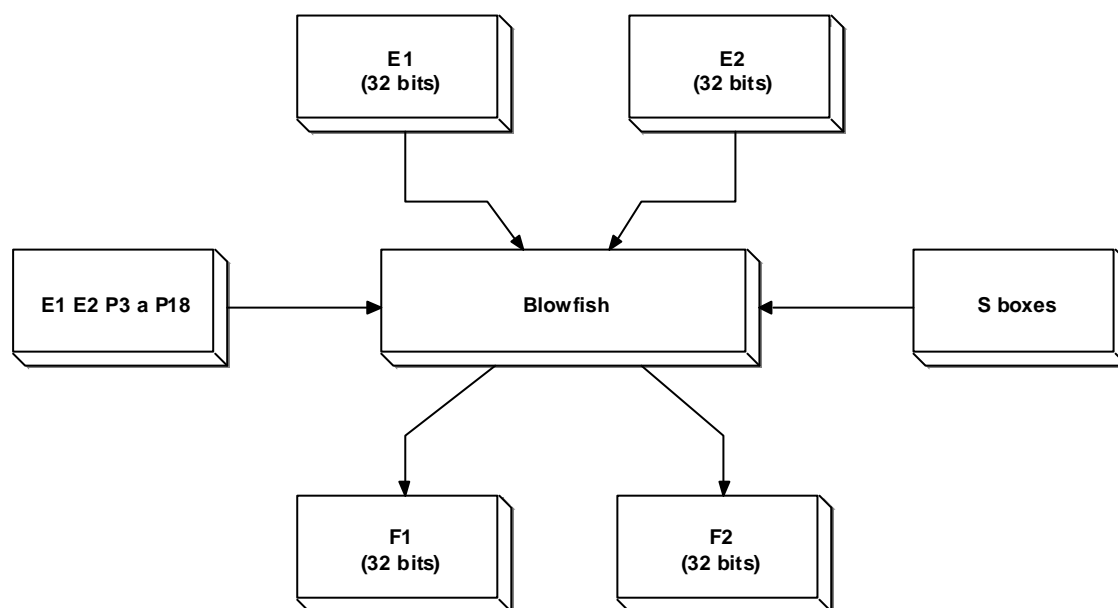 E1
(32 bits)
E2
(32 bits)
E1 E2 P3 a P18
Blowfish
S boxes
F1
(32 bits)
F2
(32 bits)